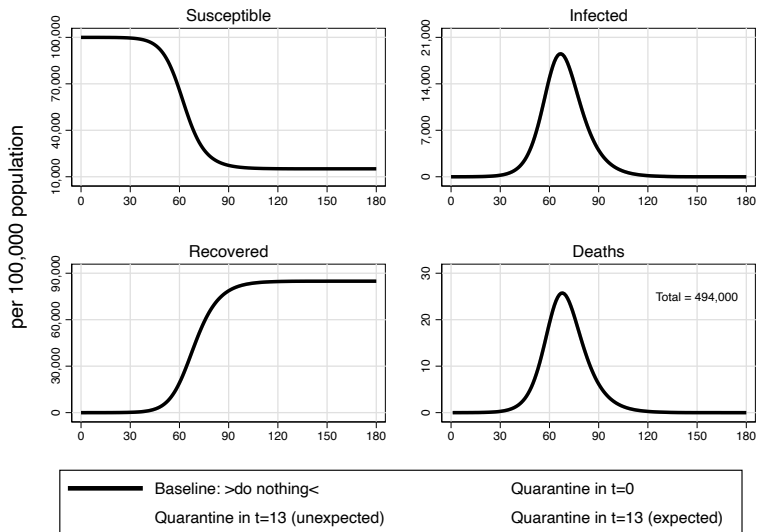 Susceptible
100,000
70,000
40,000
10,000
0 30 60 90 120 150 180
Infected
21,000
14,000
7,000
0
0 30 60 90 120 150 180
per 100,000 population
Recovered
90,000
60,000
30,000
0
0 30 60 90 120 150 180
Deaths
30
20
10
0
Total = 494,000
0 30 60 90 120 150 180
Baseline: >do nothing<
Quarantine in t=0
Quarantine in t=13 (unexpected)
Quarantine in t=13 (expected)